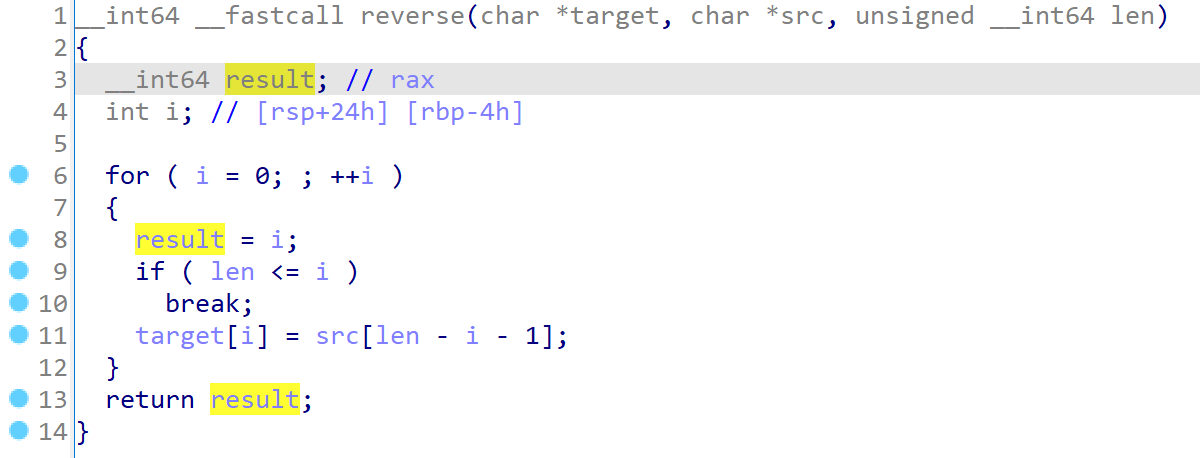 1 __int64 __fastcall reverse(char *target, char *src, unsigned __int64 len)
2 {
3   __int64 result; // rax
4   int i; // [rsp+24h] [rbp-4h]
5
6   for ( i = 0; ; ++i )
7   {
8     result = i;
9     if ( len <= i )
10       break;
11     target[i] = src[len - i - 1];
12   }
13   return result;
14 }